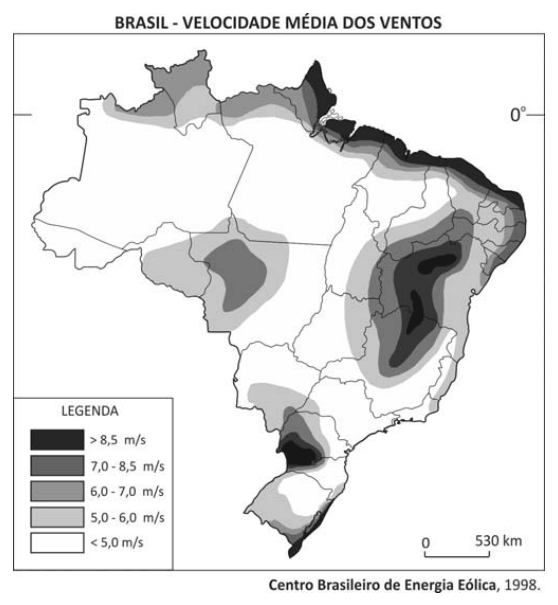 BRASIL - VELOCIDADE MÉDIA DOS VENTOS
0°
LEGENDA
> 8,5 m/s
7,0 - 8,5 m/s
6,0 - 7,0 m/s
5,0 - 6,0 m/s
< 5,0 m/s
0 530 km
Centro Brasileiro de Energia Eólica, 1998.